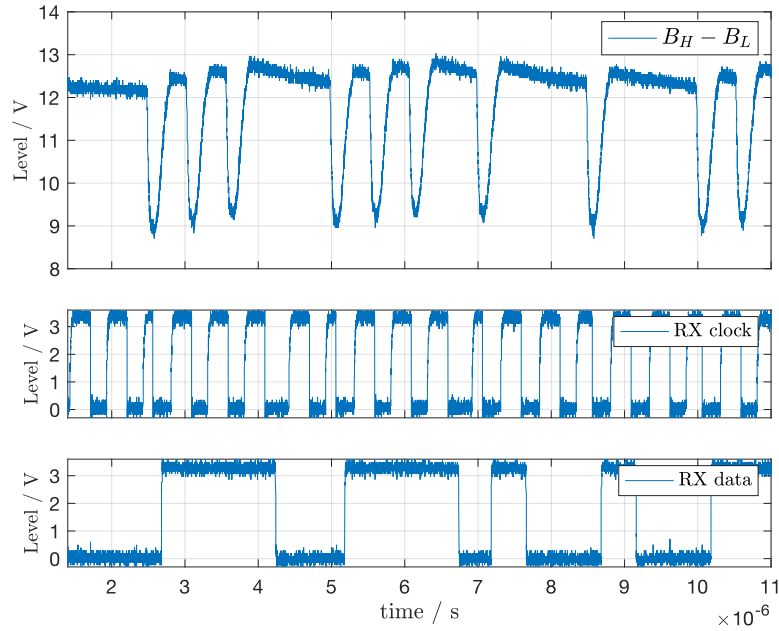 14
13
12
11
10
9
8
Level / V
B_H − B_L
3
2
1
0
Level / V
RX clock
3
2
1
0
Level / V
RX data
2 3 4 5 6 7 8 9 10 11
time / s
×10^-6